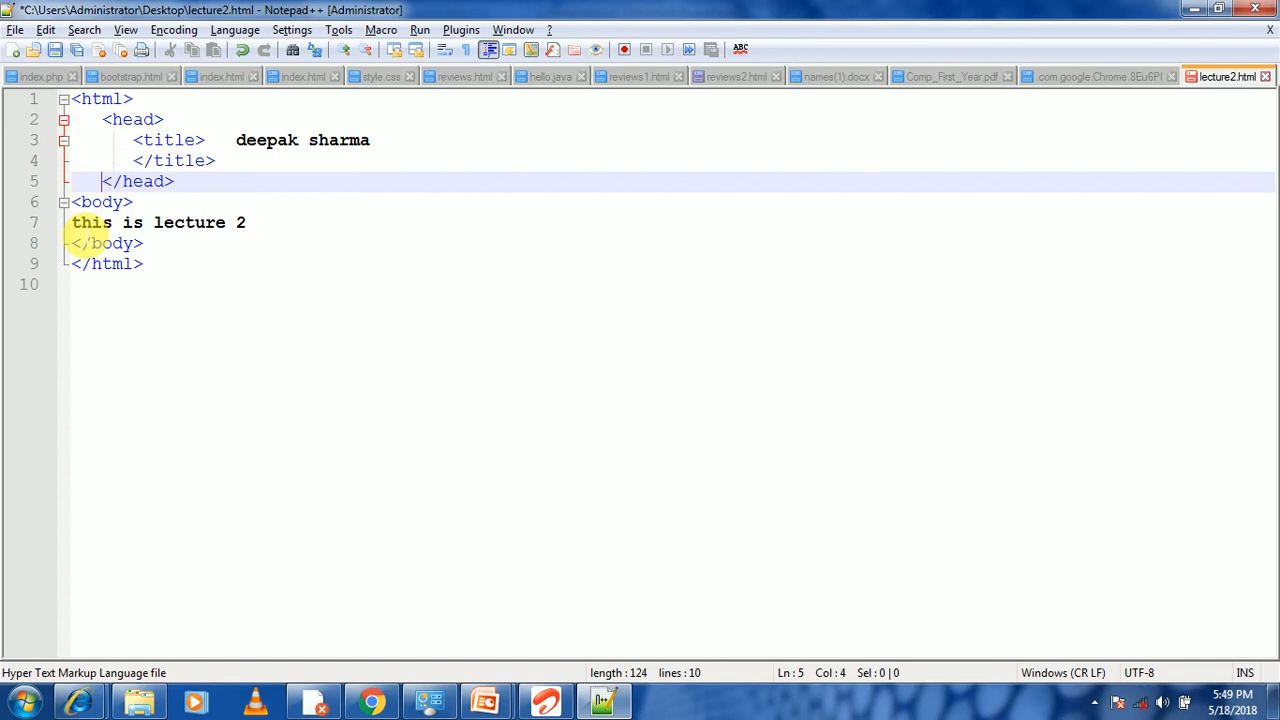 *C:\Users\Administrator\Desktop\lecture2.html - Notepad++ [Administrator]
File Edit Search View Encoding Language Settings Tools Macro Run Plugins Window ? X
index.php bootstrap.html index.html index.html style.css reviews.html hello.java reviews1.html reviews2.html names(1).docx Comp_First_Year.pdf .com.google.Chrome.8Eu6Pl lecture2.html
1 <html>
2 <head>
3 <title> deepak sharma
4 </title>
5 </head>
6 <body>
7 this is lecture 2
8 </body>
9 </html>
10
Hyper Text Markup Language file length : 124 lines : 10 Ln : 5 Col : 4 Sel : 0 | 0 Windows (CR LF) UTF-8 INS
5:49 PM
5/18/2018